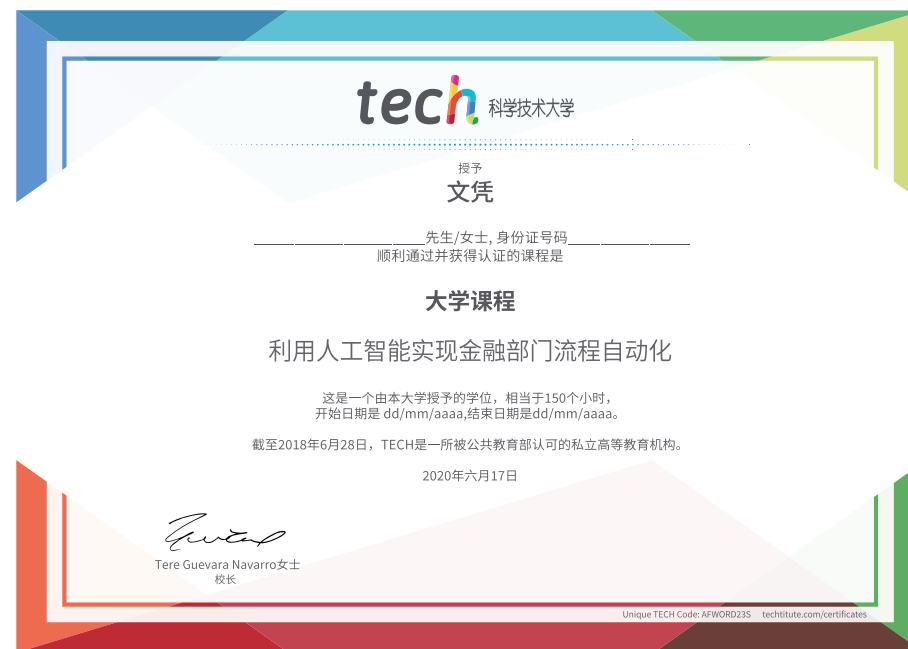 tech 科学技术大学
授予
文凭
先生/女士, 身份证号码
顺利通过并获得认证的课程是
大学课程
利用人工智能实现金融部门流程自动化
这是一个由本大学授予的学位，相当于150个小时，
开始日期是 dd/mm/aaaa,结束日期是dd/mm/aaaa。
截至2018年6月28日，TECH是一所被公共教育部认可的私立高等教育机构。
2020年六月17日
Tere Guevara Navarro女士
校长
Unique TECH Code: AFWORD23S techtitute.com/certificates